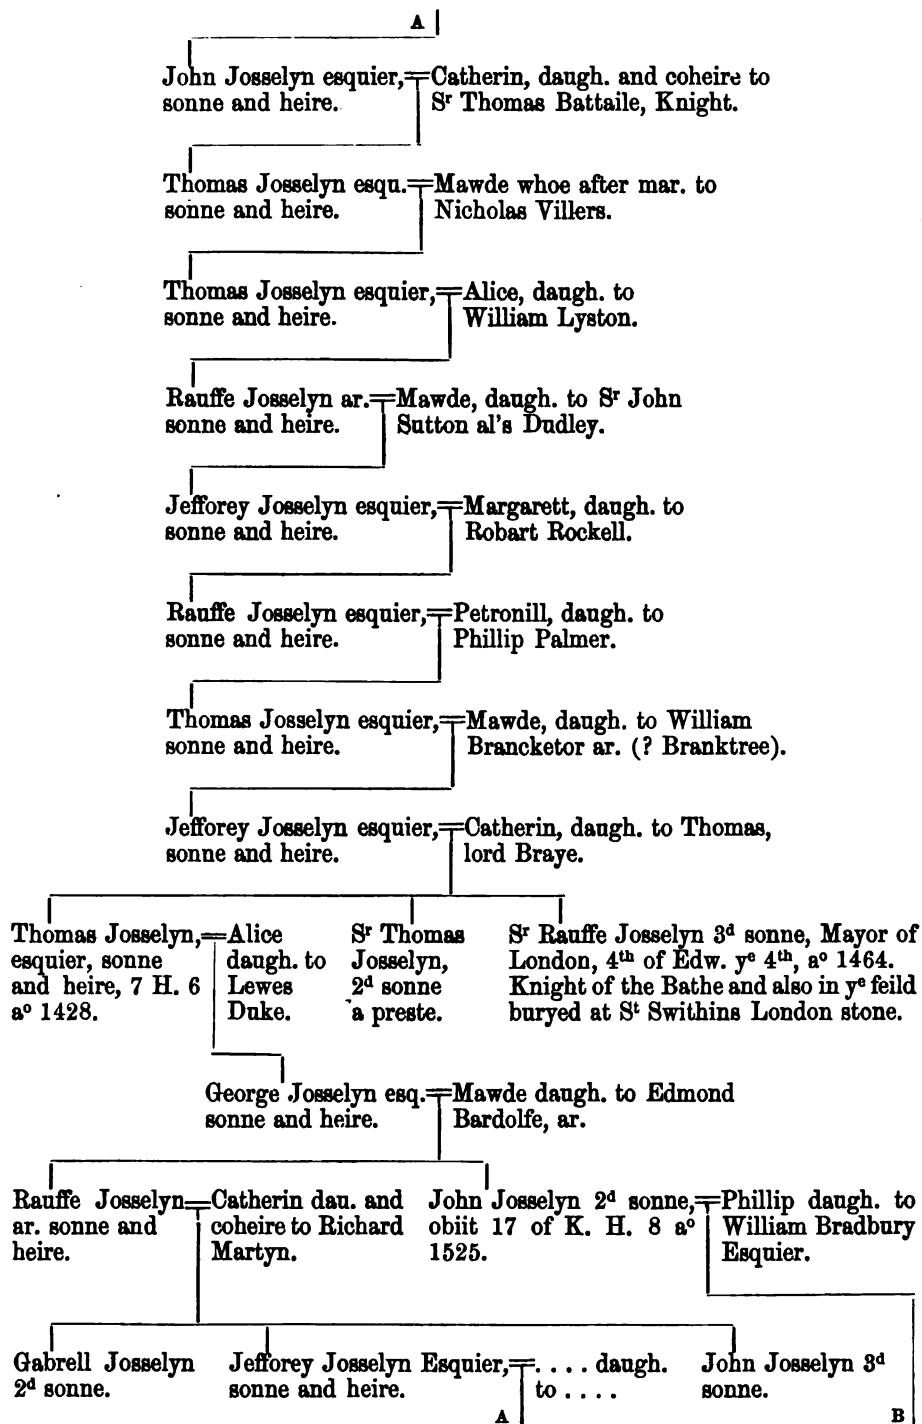 A
John Josselyn esquier,
sonne and heire.
Catherin, daugh. and coheire to
Sʳ Thomas Battaile, Knight.
Thomas Josselyn esqu.
sonne and heire.
Mawde whoe after mar. to
Nicholas Villers.
Thomas Josselyn esquier,
sonne and heire.
Alice, daugh. to
William Lyston.
Rauffe Josselyn ar.
sonne and heire.
Mawde, daugh. to Sʳ John
Sutton al's Dudley.
Jefforey Josselyn esquier,
sonne and heire.
Margarett, daugh. to
Robart Rockell.
Rauffe Josselyn esquier,
sonne and heire.
Petronill, daugh. to
Phillip Palmer.
Thomas Josselyn esquier,
sonne and heire.
Mawde, daugh. to William
Brancketor ar. (? Branktree).
Jefforey Josselyn esquier,
sonne and heire.
Catherin, daugh. to Thomas,
lord Braye.
Thomas Josselyn,
esquier, sonne
and heire, 7 H. 6
aº 1428.
Alice
daugh. to
Lewes
Duke.
Sʳ Thomas
Josselyn,
2ᵈ sonne
a preste.
Sʳ Rauffe Josselyn 3ᵈ sonne, Mayor of
London, 4ᵗʰ of Edw. yᵉ 4ᵗʰ, aº 1464.
Knight of the Bathe and also in yᵉ feild
buryed at Sᵗ Swithins London stone.
George Josselyn esq.
sonne and heire.
Mawde daugh. to Edmond
Bardolfe, ar.
Rauffe Josselyn
ar. sonne and
heire.
Catherin dau. and
coheire to Richard
Martyn.
John Josselyn 2ᵈ sonne,
obiit 17 of K. H. 8 aº
1525.
Phillip daugh. to
William Bradbury
Esquier.
Gabrell Josselyn
2ᵈ sonne.
Jefforey Josselyn Esquier,
sonne and heire.
. . . . daugh.
to . . . .
John Josselyn 3ᵈ
sonne.
A
B